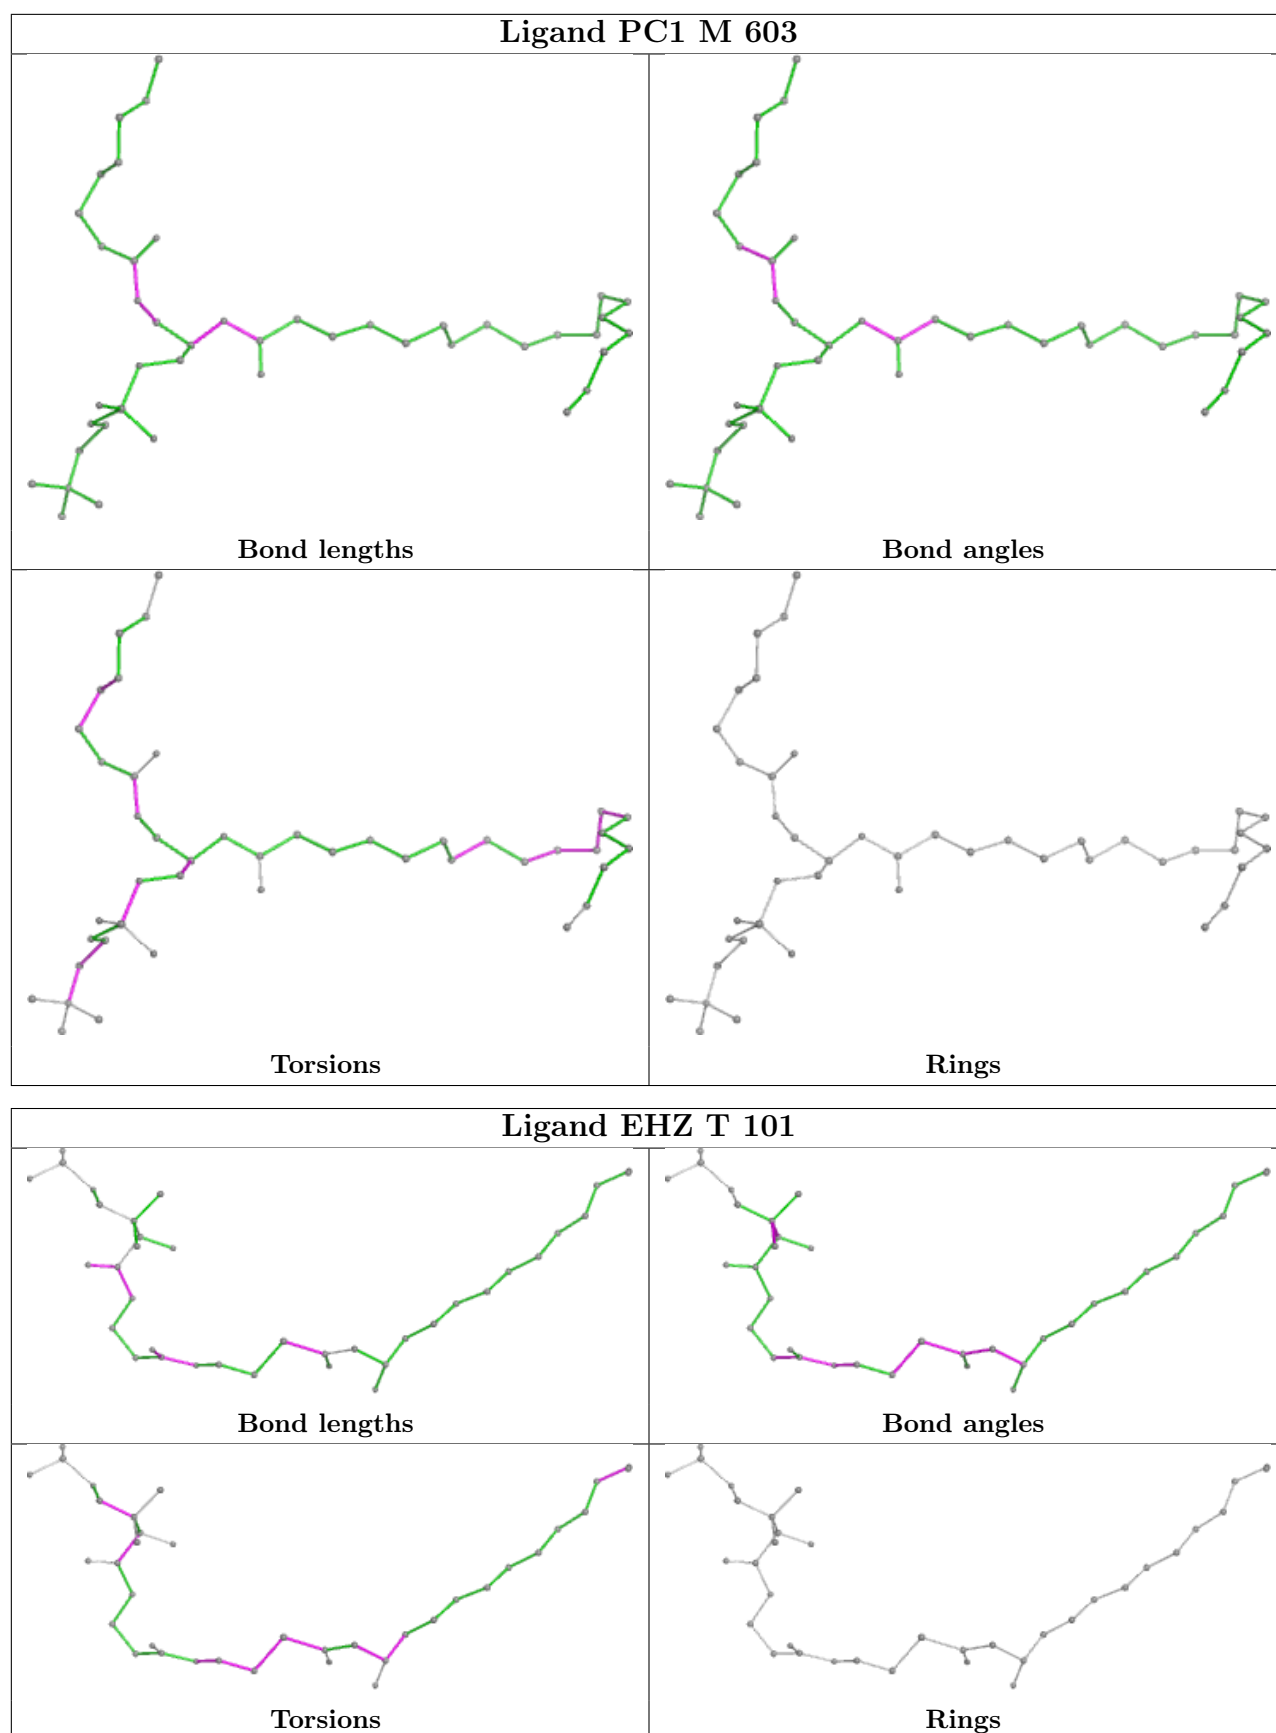 Ligand PC1 M 603
Bond lengths
Bond angles
Torsions
Rings
Ligand EHZ T 101
Bond lengths
Bond angles
Torsions
Rings